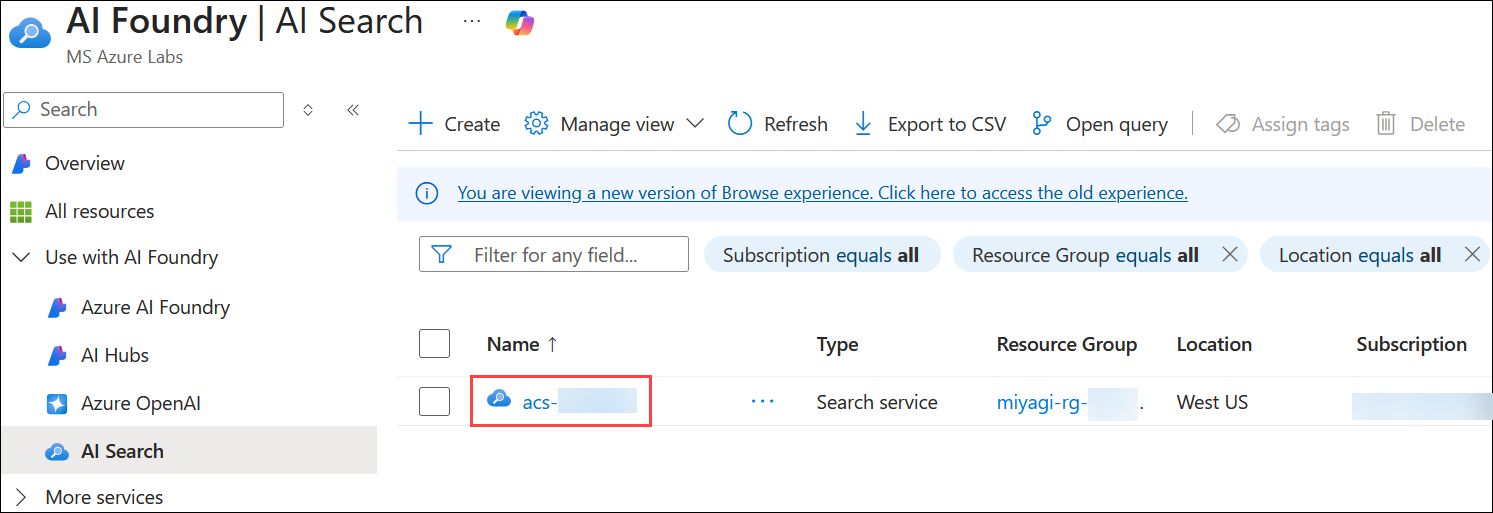 AI Foundry | AI Search ...
MS Azure Labs
Search
Overview
All resources
Use with AI Foundry
Azure AI Foundry
AI Hubs
Azure OpenAI
AI Search
More services
Create Manage view Refresh Export to CSV Open query Assign tags Delete
You are viewing a new version of Browse experience. Click here to access the old experience.
Filter for any field... Subscription equals all Resource Group equals all Location equals all
Name ↑ Type Resource Group Location Subscription
acs- ... Search service miyagi-rg- . West US